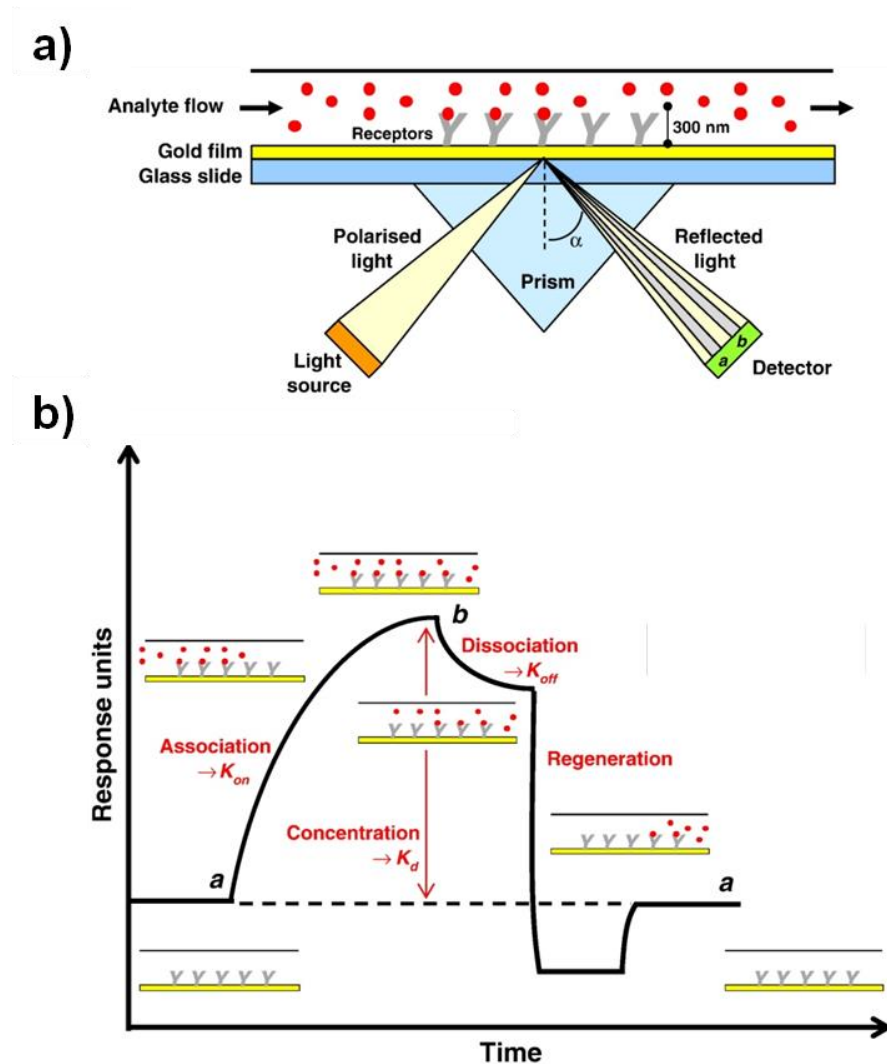 a)
Analyte flow
Receptors
300 nm
Gold film
Glass slide
Polarised
light
α
Reflected
light
Prism
Light
source
a
b
Detector
b)
Response units
b
Dissociation
→ K_off
Association
→ K_on
Regeneration
Concentration
→ K_d
a
a
Time